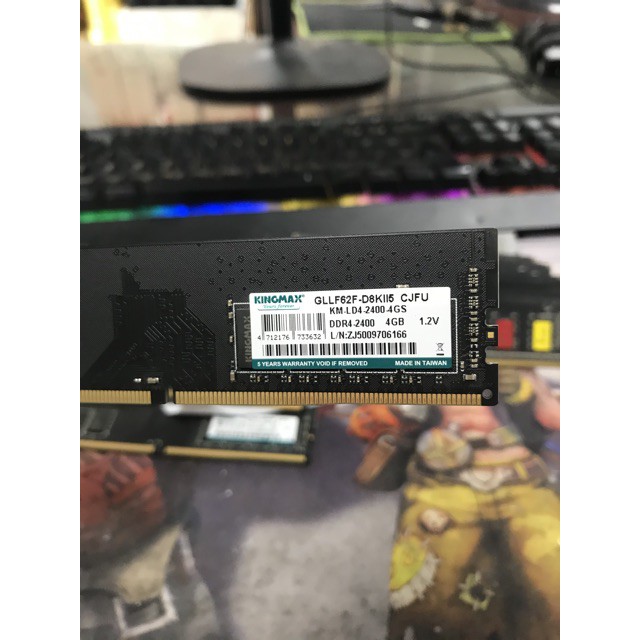 KINGMAX
GLLF62F-D8KII5 CJFU
KM-LD4-2400-4GS
DDR4-2400 4GB 1.2V
L/N:ZJ5009706166
KINGMAX
4 712176 733632
5 YEARS WARRANTY VOID IF REMOVED
MADE IN TAIWAN